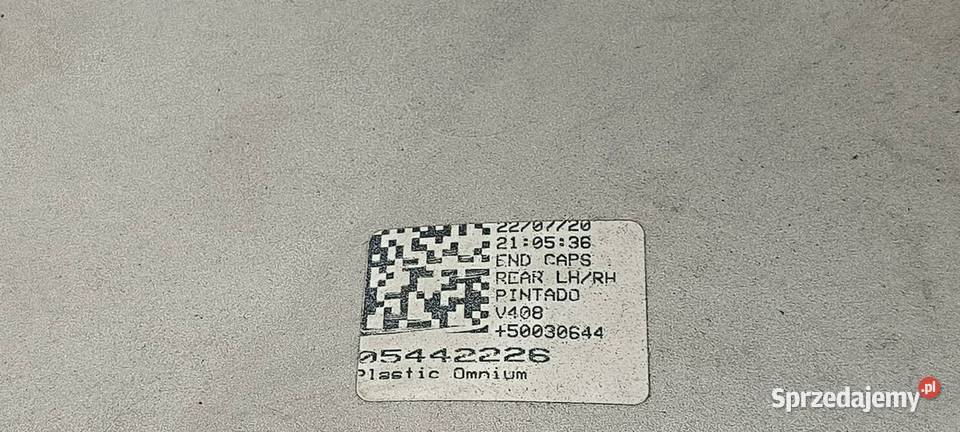 22/07/20
21:05:36
END CAPS
REAR LH/RH
PINTADO
V408
+50030644
05442226
Plastic Omnium
Sprzedajemy.pl